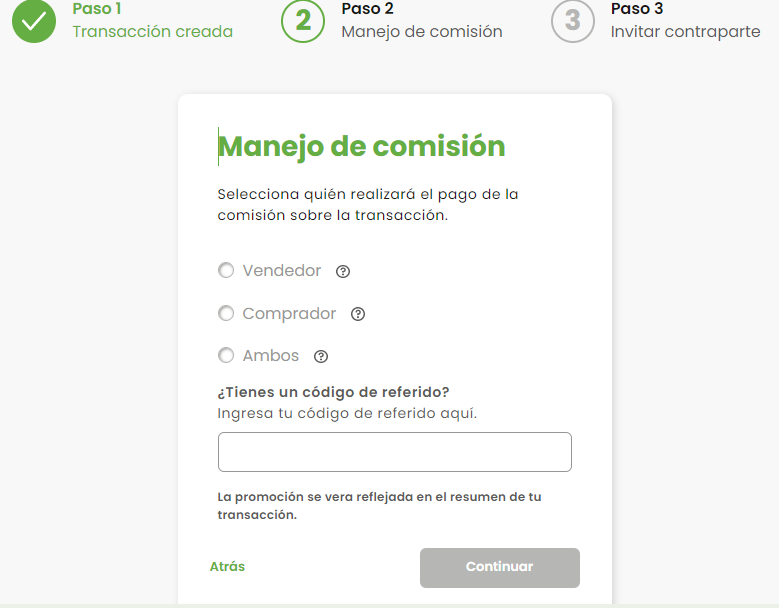 Paso 1
Transacción creada
2
Paso 2
Manejo de comisión
3
Paso 3
Invitar contraparte
Manejo de comisión
Selecciona quién realizará el pago de la
comisión sobre la transacción.
Vendedor ?
Comprador ?
Ambos ?
¿Tienes un código de referido?
Ingresa tu código de referido aquí.
La promoción se vera reflejada en el resumen de tu
transacción.
Atrás
Continuar